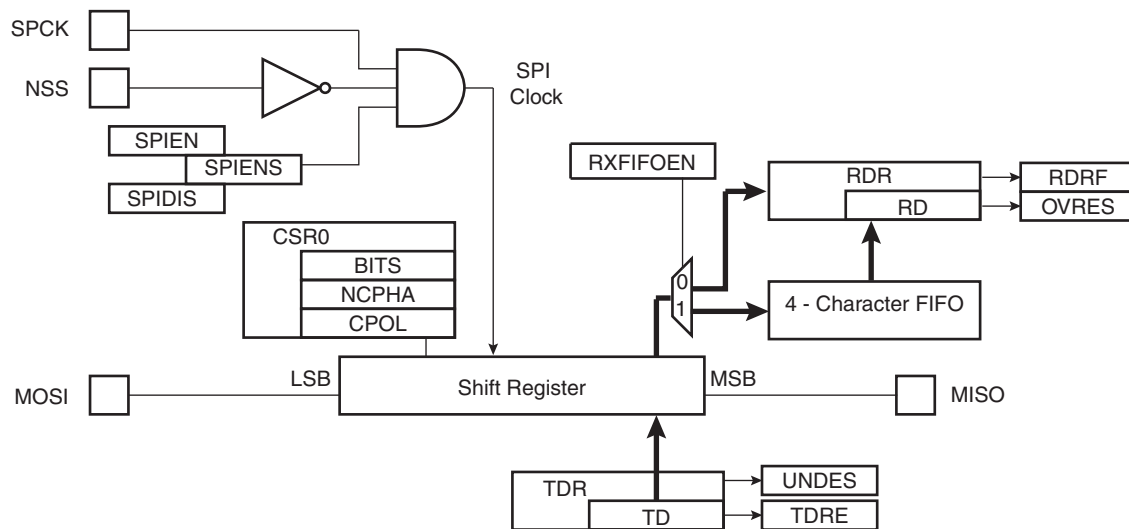 SPCK
NSS
SPI
Clock
SPIEN
SPIENS
SPIDIS
RXFIFOEN
RDR
RD
RDRF
OVRES
CSR0
BITS
NCPHA
CPOL
0
1
4 - Character FIFO
MOSI
LSB
Shift Register
MSB
MISO
TDR
TD
UNDES
TDRE